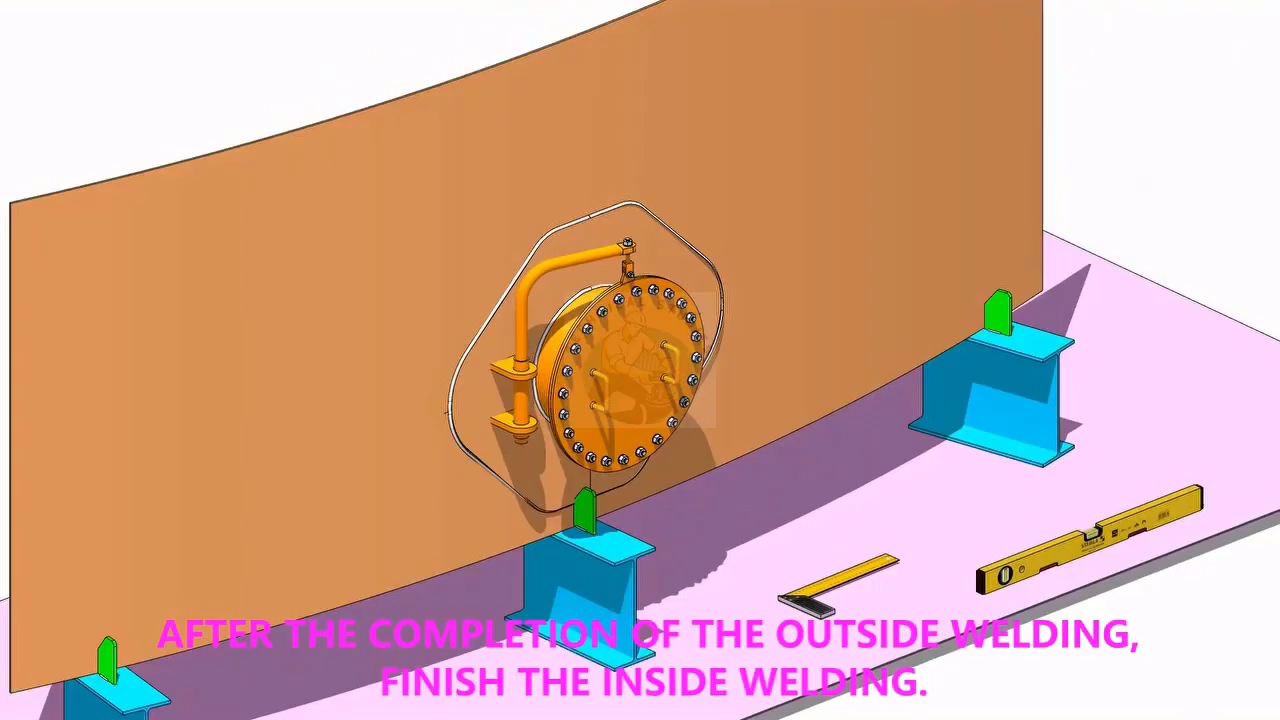 AFTER THE COMPLETION OF THE OUTSIDE WELDING,
FINISH THE INSIDE WELDING.